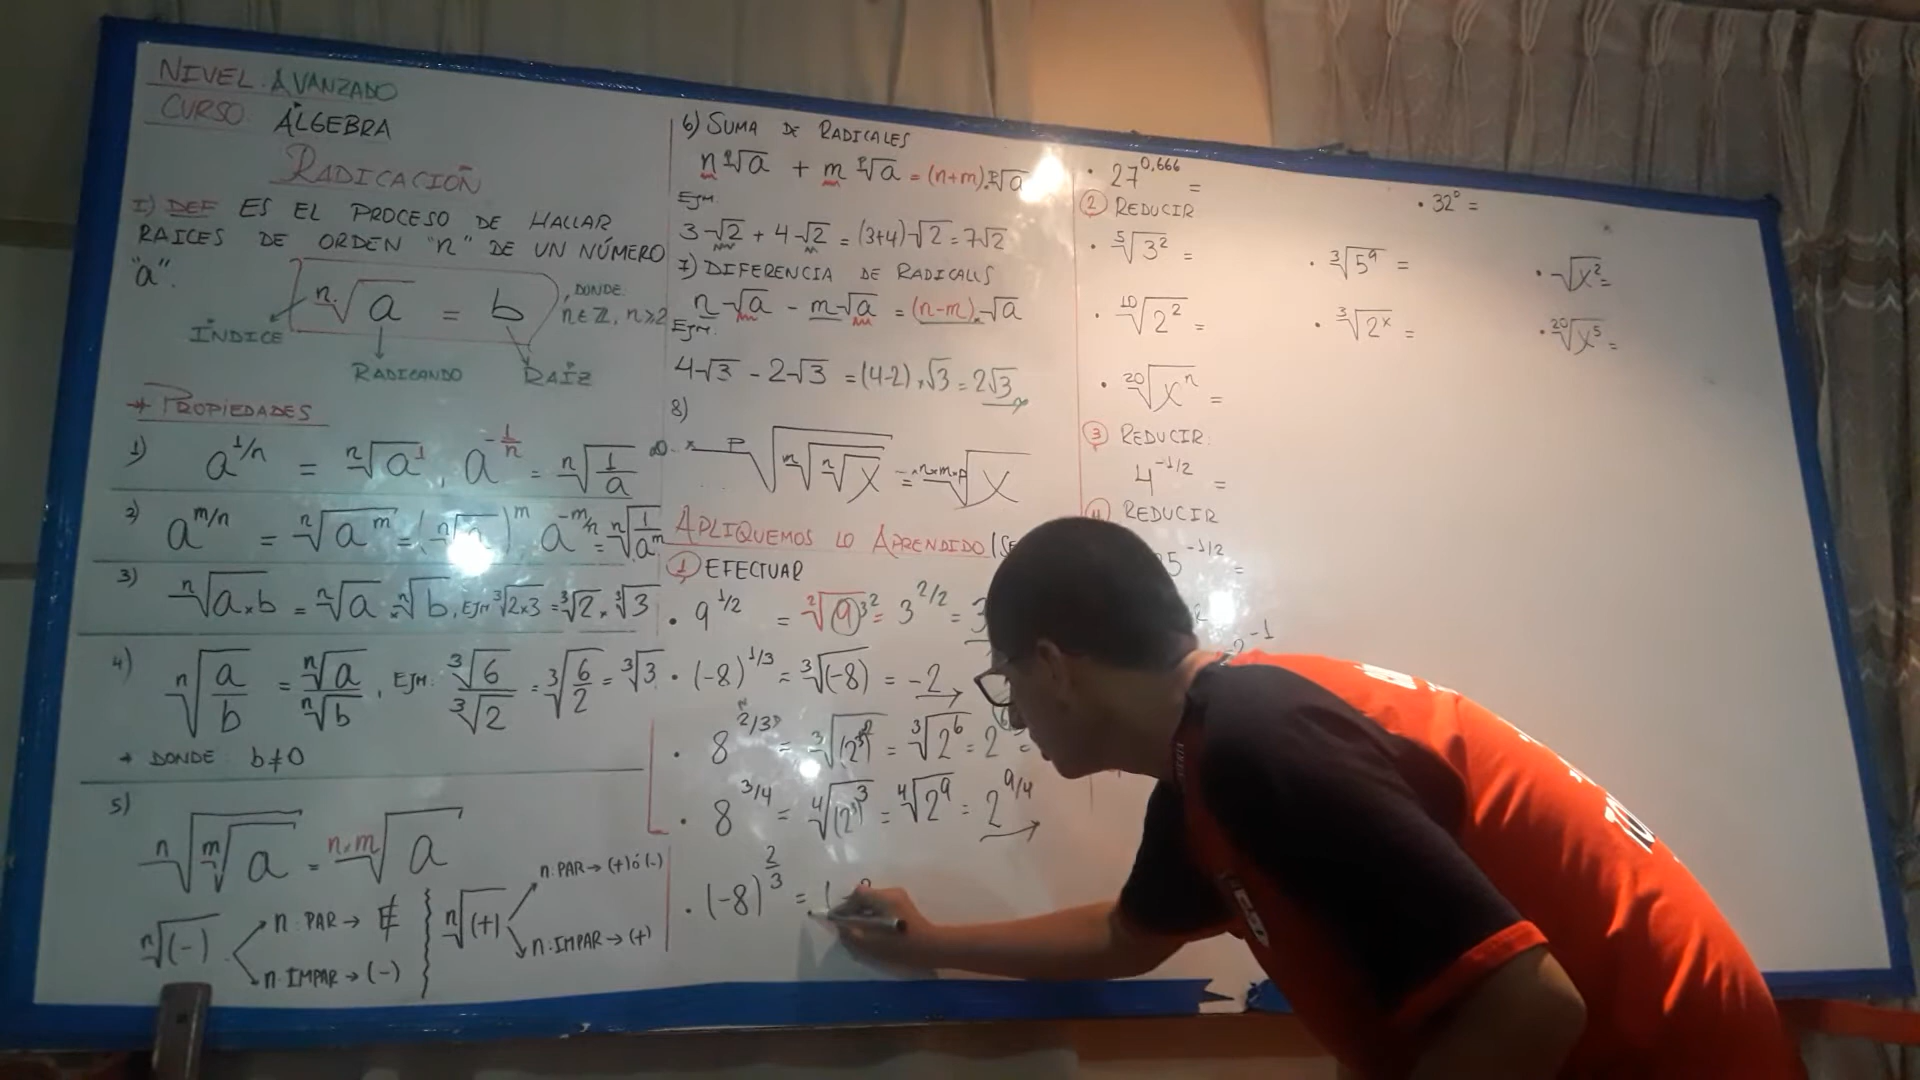 NIVEL AVANZADO
CURSO: ÁLGEBRA
RADICACIÓN
I) DEF ES EL PROCESO DE HALLAR
RAICES DE ORDEN "n" DE UN NÚMERO
"a".
ⁿ√a = b , DONDE:
n∈ℤ, n≥2
ÍNDICE
RADICANDO
RAÍZ
→ PROPIEDADES
1) a^1/n = ⁿ√a¹, a^-1/n = ⁿ√(1/a)
2) a^m/n = ⁿ√a^m = (ⁿ√a)^m a^-m/n = ⁿ√(1/a^m)
3) ⁿ√a×b = ⁿ√a × ⁿ√b, EJM ³√2×3 = ³√2 × ³√3
4) ⁿ√(a/b) = ⁿ√a/ⁿ√b, EJM: ³√6/³√2 = ³√(6/2) = ³√3
→ DONDE b≠0
5)
ⁿ√(ᵐ√a) = ⁿ·ᵐ√a
ⁿ√(-) n: PAR → ∄
n: IMPAR → (-)
ⁿ√(+) n: PAR → (+) ó (-)
n: IMPAR → (+)
6) SUMA DE RADICALES
n √a + m √a = (n+m).√a
EJM.
3√2 + 4√2 = (3+4)√2 = 7√2
7) DIFERENCIA DE RADICALES
n√a - m√a = (n-m).√a
EJM:
4√3 - 2√3 = (4-2).√3 = 2√3
8)
ᵖ√(ᵐ√(ⁿ√x)) = ⁿ·ᵐ·ᵖ√x
APLIQUEMOS LO APRENDIDO
① EFECTUAR
• 9^1/2 = ²√9 3² = 3^2/2 = 3
• (-8)^1/3 = ³√(-8) = -2
• 8^2/3 = ³√(2³)² = ³√2⁶ = 2
• 8^3/4 = ⁴√(2³)³ = ⁴√2⁹ = 2^9/4
• (-8)^2/3 = (
• 27^0,666 =
• 32⁰ =
② REDUCIR
• ⁵√3² =
• ³√5⁹ =
• √x² =
• ¹⁰√2² =
• ³√2ˣ =
• ²⁰√x⁵ =
• ²⁰√xⁿ =
③ REDUCIR:
4^-1/2 =
④ REDUCIR
5^-1/2 =